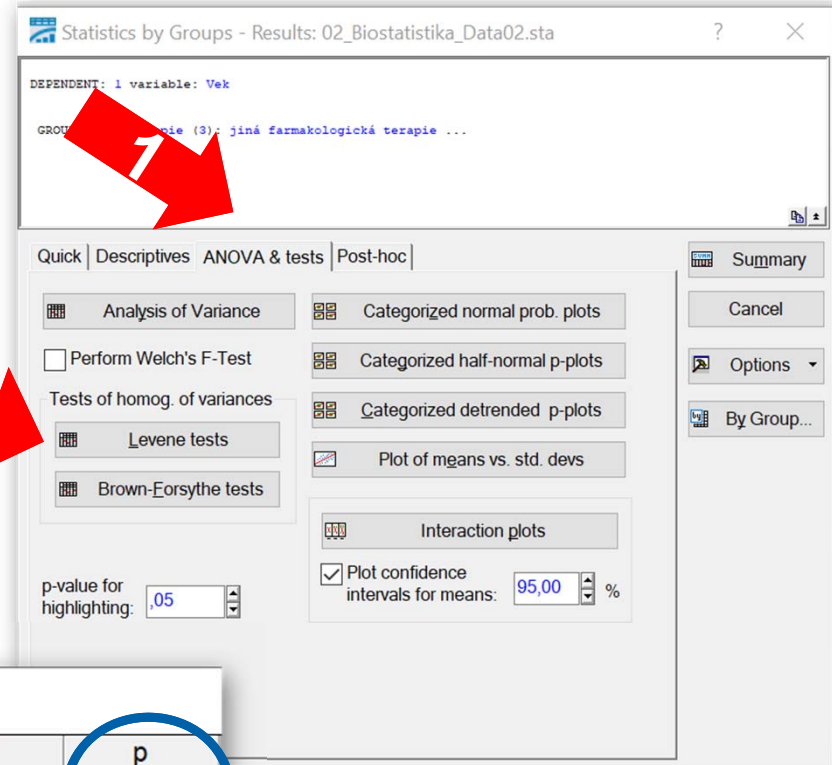 Statistics by Groups - Results: 02_Biostatistika_Data02.sta ? ×
DEPENDENT: 1 variable: Vek
GROU pie (3): jiná farmakologická terapie ...
1
Quick Descriptives ANOVA & tests Post-hoc
Summary
Analysis of Variance
Categorized normal prob. plots
Cancel
Perform Welch's F-Test
Categorized half-normal p-plots
Options
Tests of homog. of variances
Categorized detrended p-plots
By Group...
Levene tests
Plot of means vs. std. devs
Brown-Forsythe tests
Interaction plots
Plot confidence
intervals for means: 95,00 %
p-value for
highlighting: ,05
p